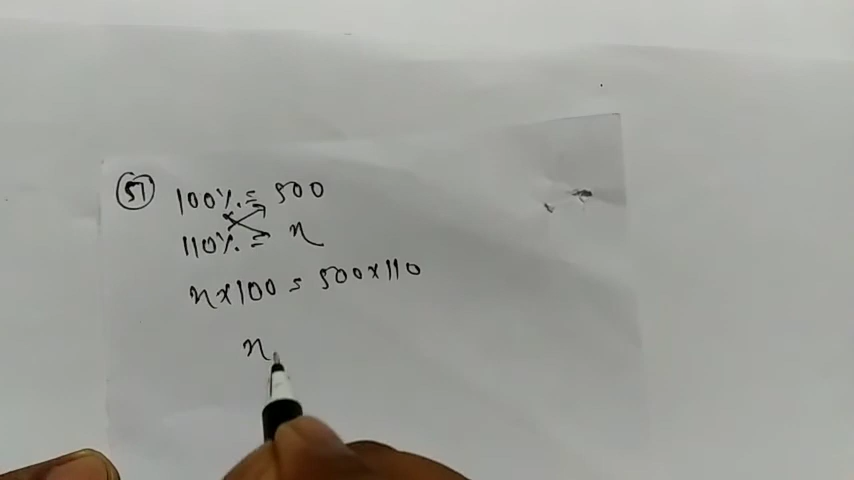 57 100% = 500
110% = x
x × 100 = 500 × 110
x